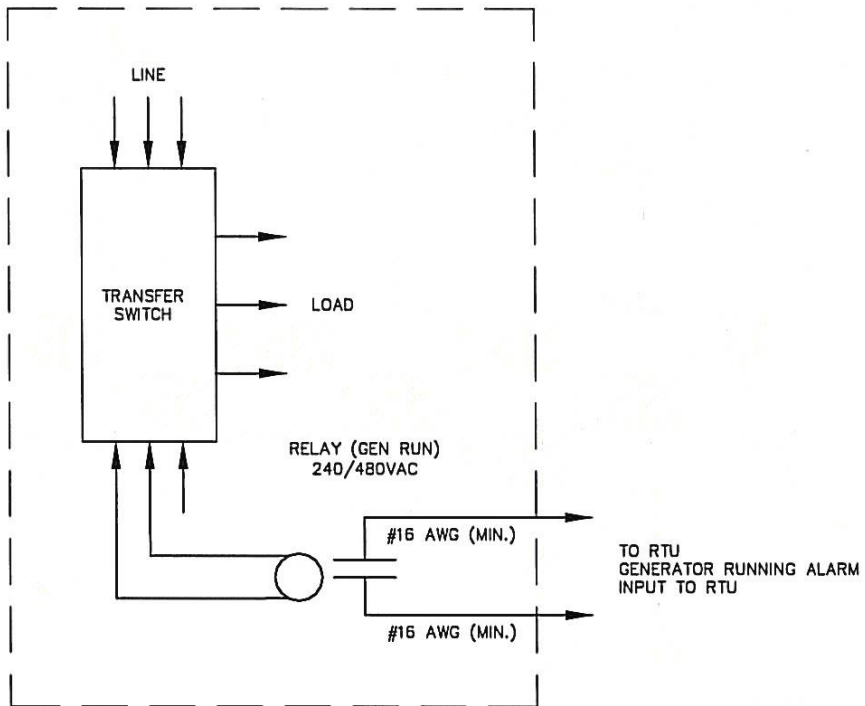 LINE
TRANSFER
SWITCH
LOAD
RELAY (GEN RUN)
240/480VAC
#16 AWG (MIN.)
TO RTU
GENERATOR RUNNING ALARM
INPUT TO RTU
#16 AWG (MIN.)